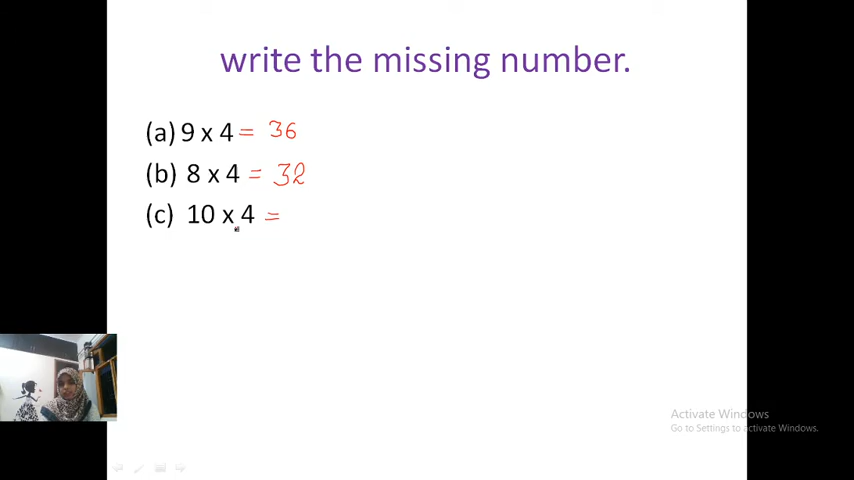 write the missing number.
(a) 9 x 4 = 36
(b) 8 x 4 = 32
(c) 10 x 4 =
Activate Windows
Go to Settings to activate Windows.